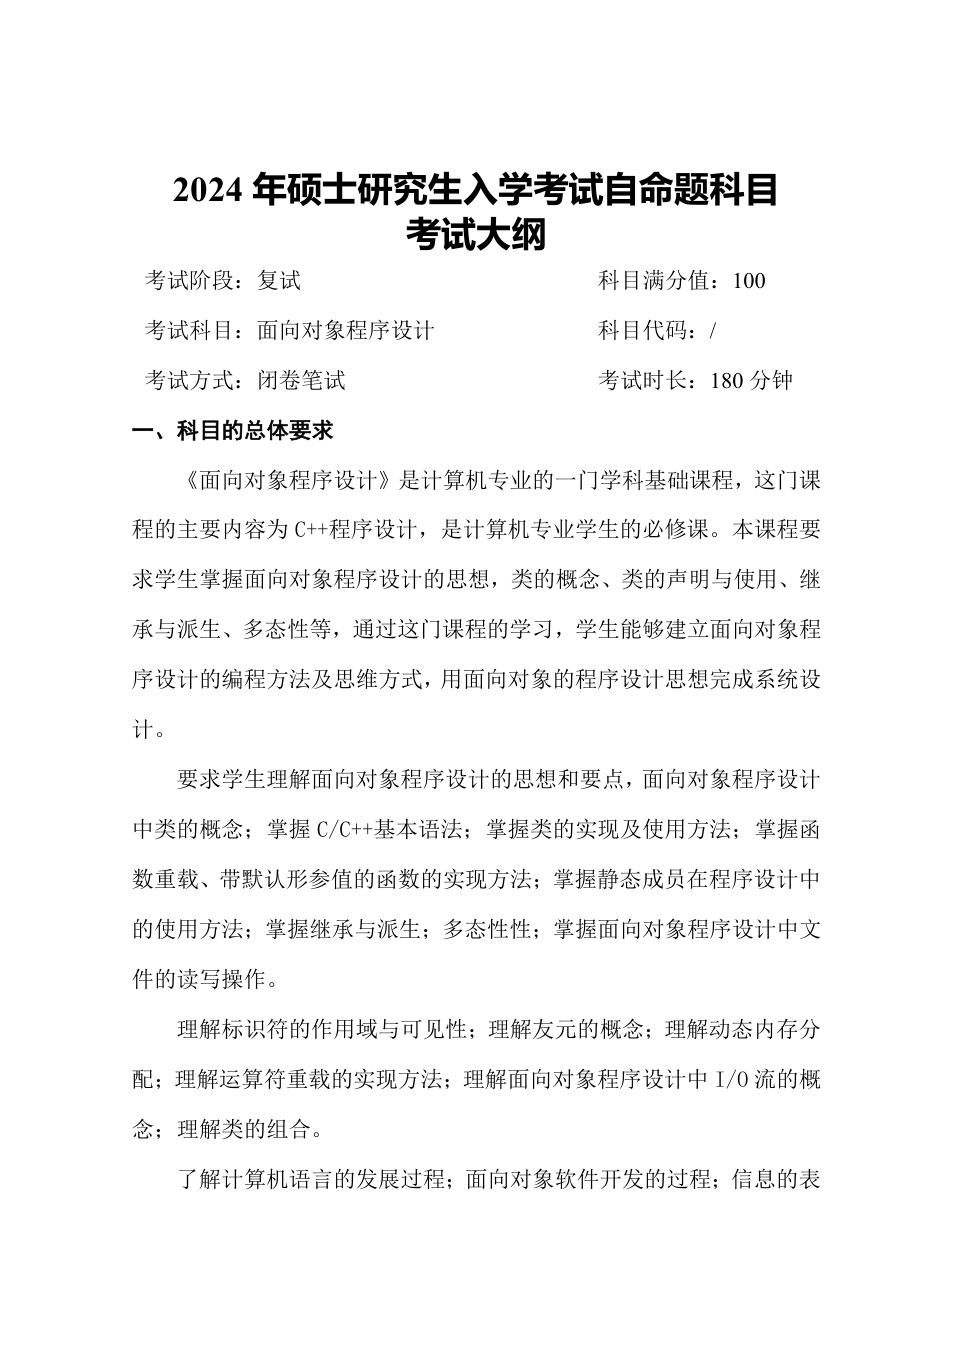 2024 年硕士研究生入学考试自命题科目
考试大纲
考试阶段：复试 科目满分值：100
考试科目：面向对象程序设计 科目代码：/
考试方式：闭卷笔试 考试时长：180 分钟
一、科目的总体要求
《面向对象程序设计》是计算机专业的一门学科基础课程，这门课
程的主要内容为 C++程序设计，是计算机专业学生的必修课。本课程要
求学生掌握面向对象程序设计的思想，类的概念、类的声明与使用、继
承与派生、多态性等，通过这门课程的学习，学生能够建立面向对象程
序设计的编程方法及思维方式，用面向对象的程序设计思想完成系统设
计。
要求学生理解面向对象程序设计的思想和要点，面向对象程序设计
中类的概念；掌握 C/C++基本语法；掌握类的实现及使用方法；掌握函
数重载、带默认形参值的函数的实现方法；掌握静态成员在程序设计中
的使用方法；掌握继承与派生；多态性性；掌握面向对象程序设计中文
件的读写操作。
理解标识符的作用域与可见性；理解友元的概念；理解动态内存分
配；理解运算符重载的实现方法；理解面向对象程序设计中 I/O 流的概
念；理解类的组合。
了解计算机语言的发展过程；面向对象软件开发的过程；信息的表